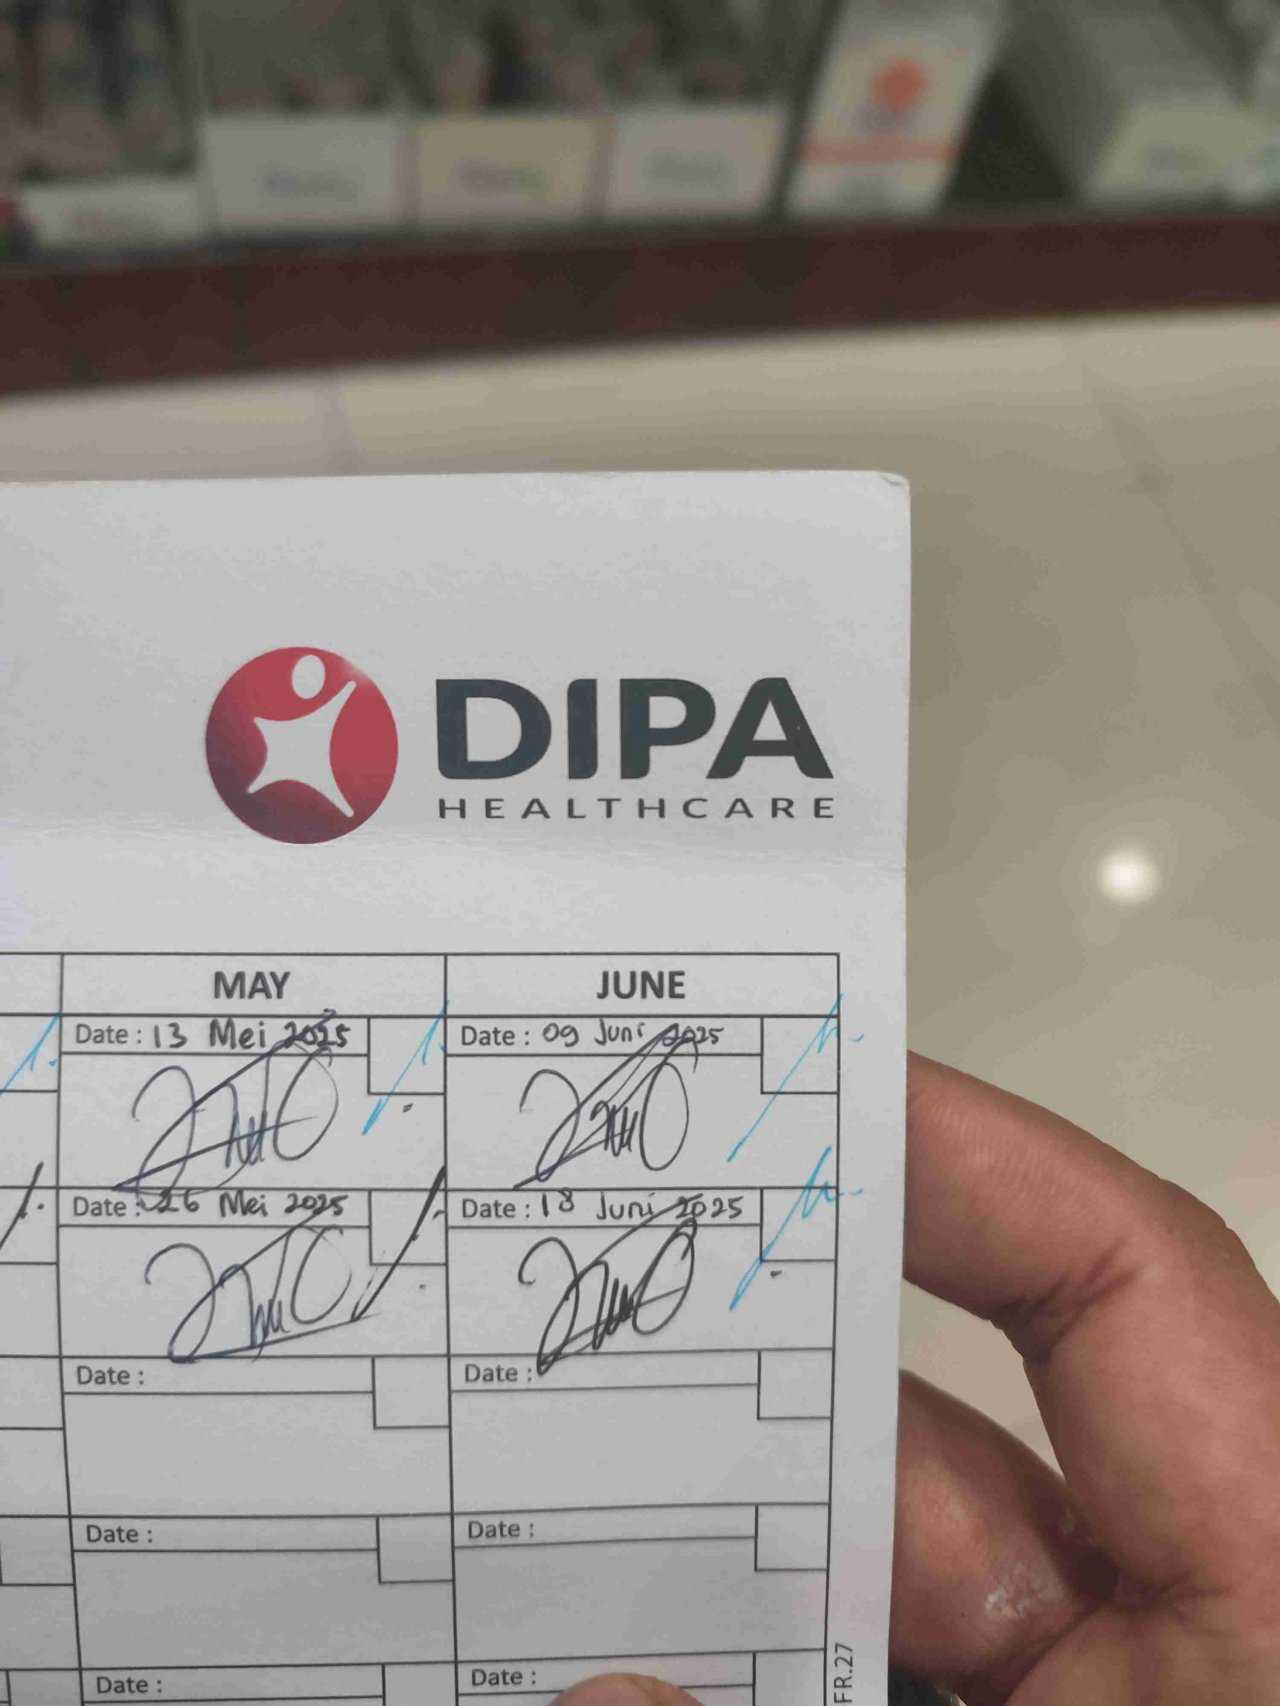 DIPA
HEALTHCARE
MAY
JUNE
Date : 13 Mei 2025
Date : 09 Juni 2025
Date : 26 Mei 2025
Date : 18 Juni 2025
Date :
Date :
Date :
Date :
Date :
Date :
FR.27